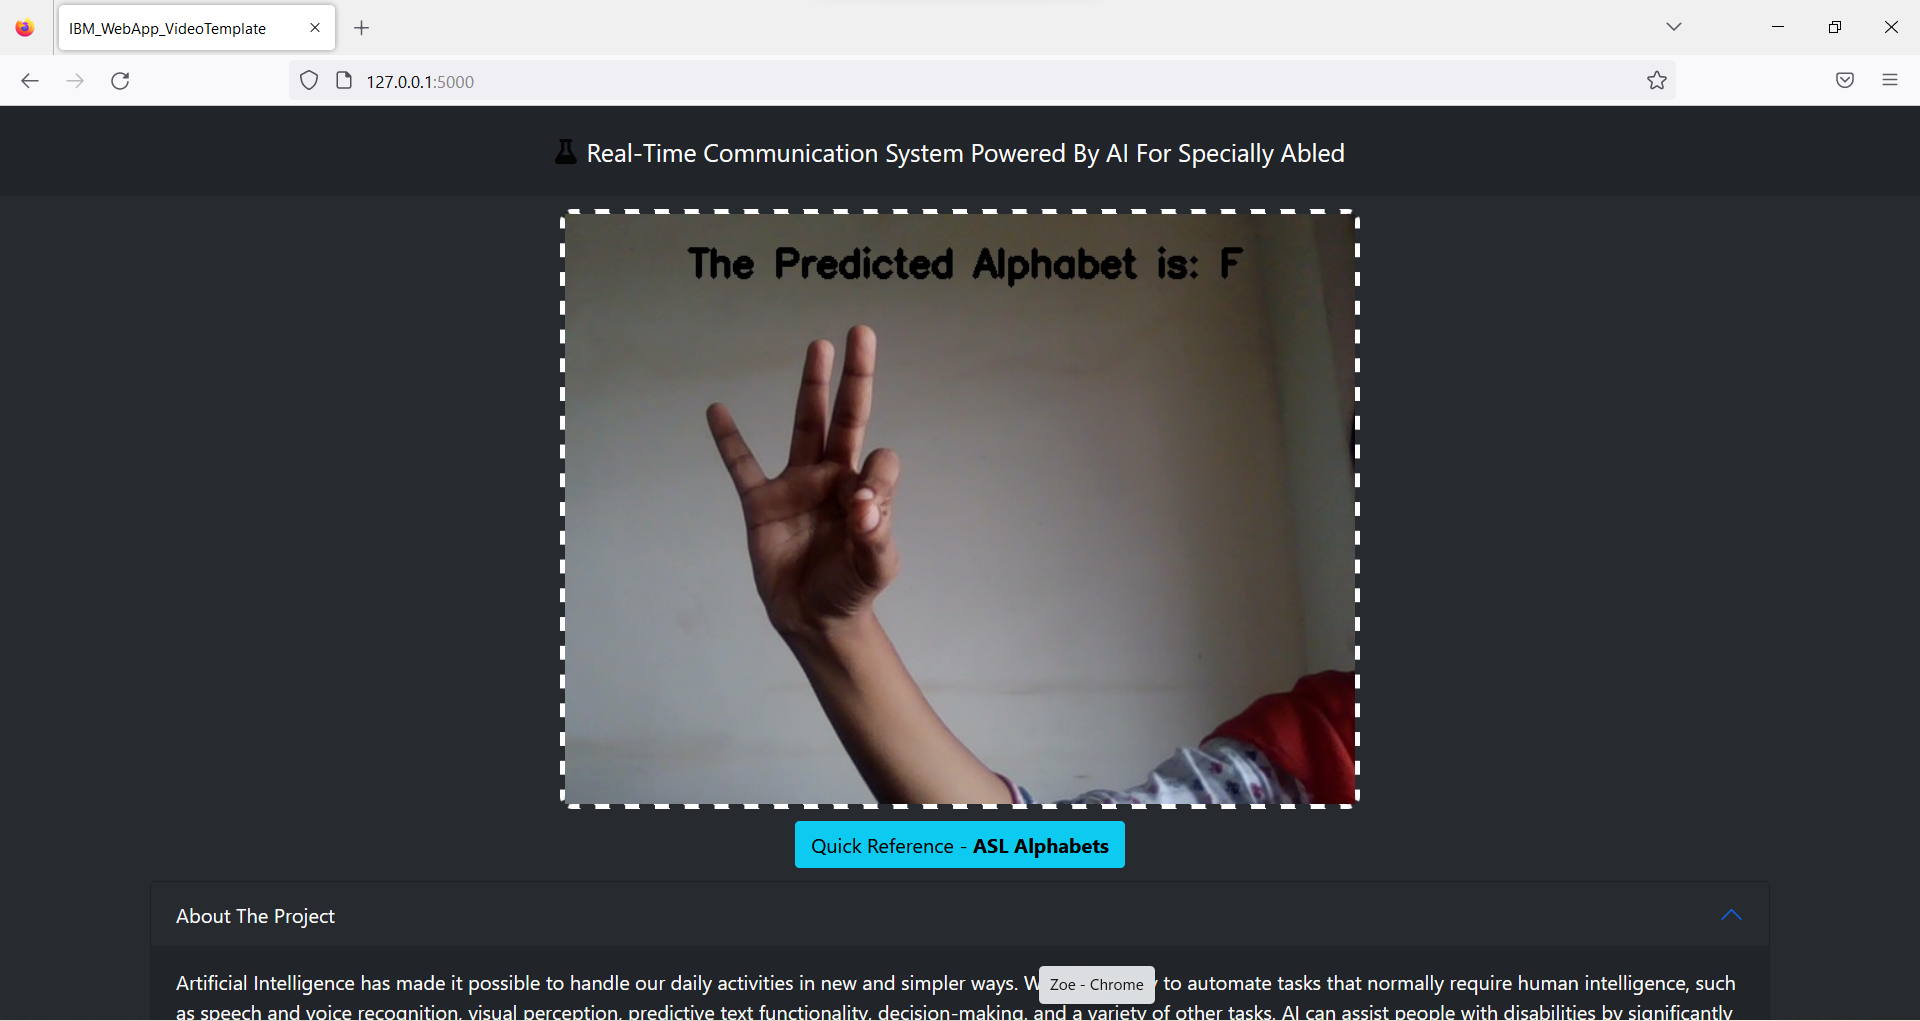 IBM_WebApp_VideoTemplate
127.0.0.1:5000
Real-Time Communication System Powered By AI For Specially Abled
The Predicted Alphabet is: F
Quick Reference - ASL Alphabets
About The Project
Artificial Intelligence has made it possible to handle our daily activities in new and simpler ways. to automate tasks that normally require human intelligence, such
Zoe - Chrome
as speech and voice recognition, visual perception, predictive text functionality, decision-making, and a variety of other tasks. AI can assist people with disabilities by significantly